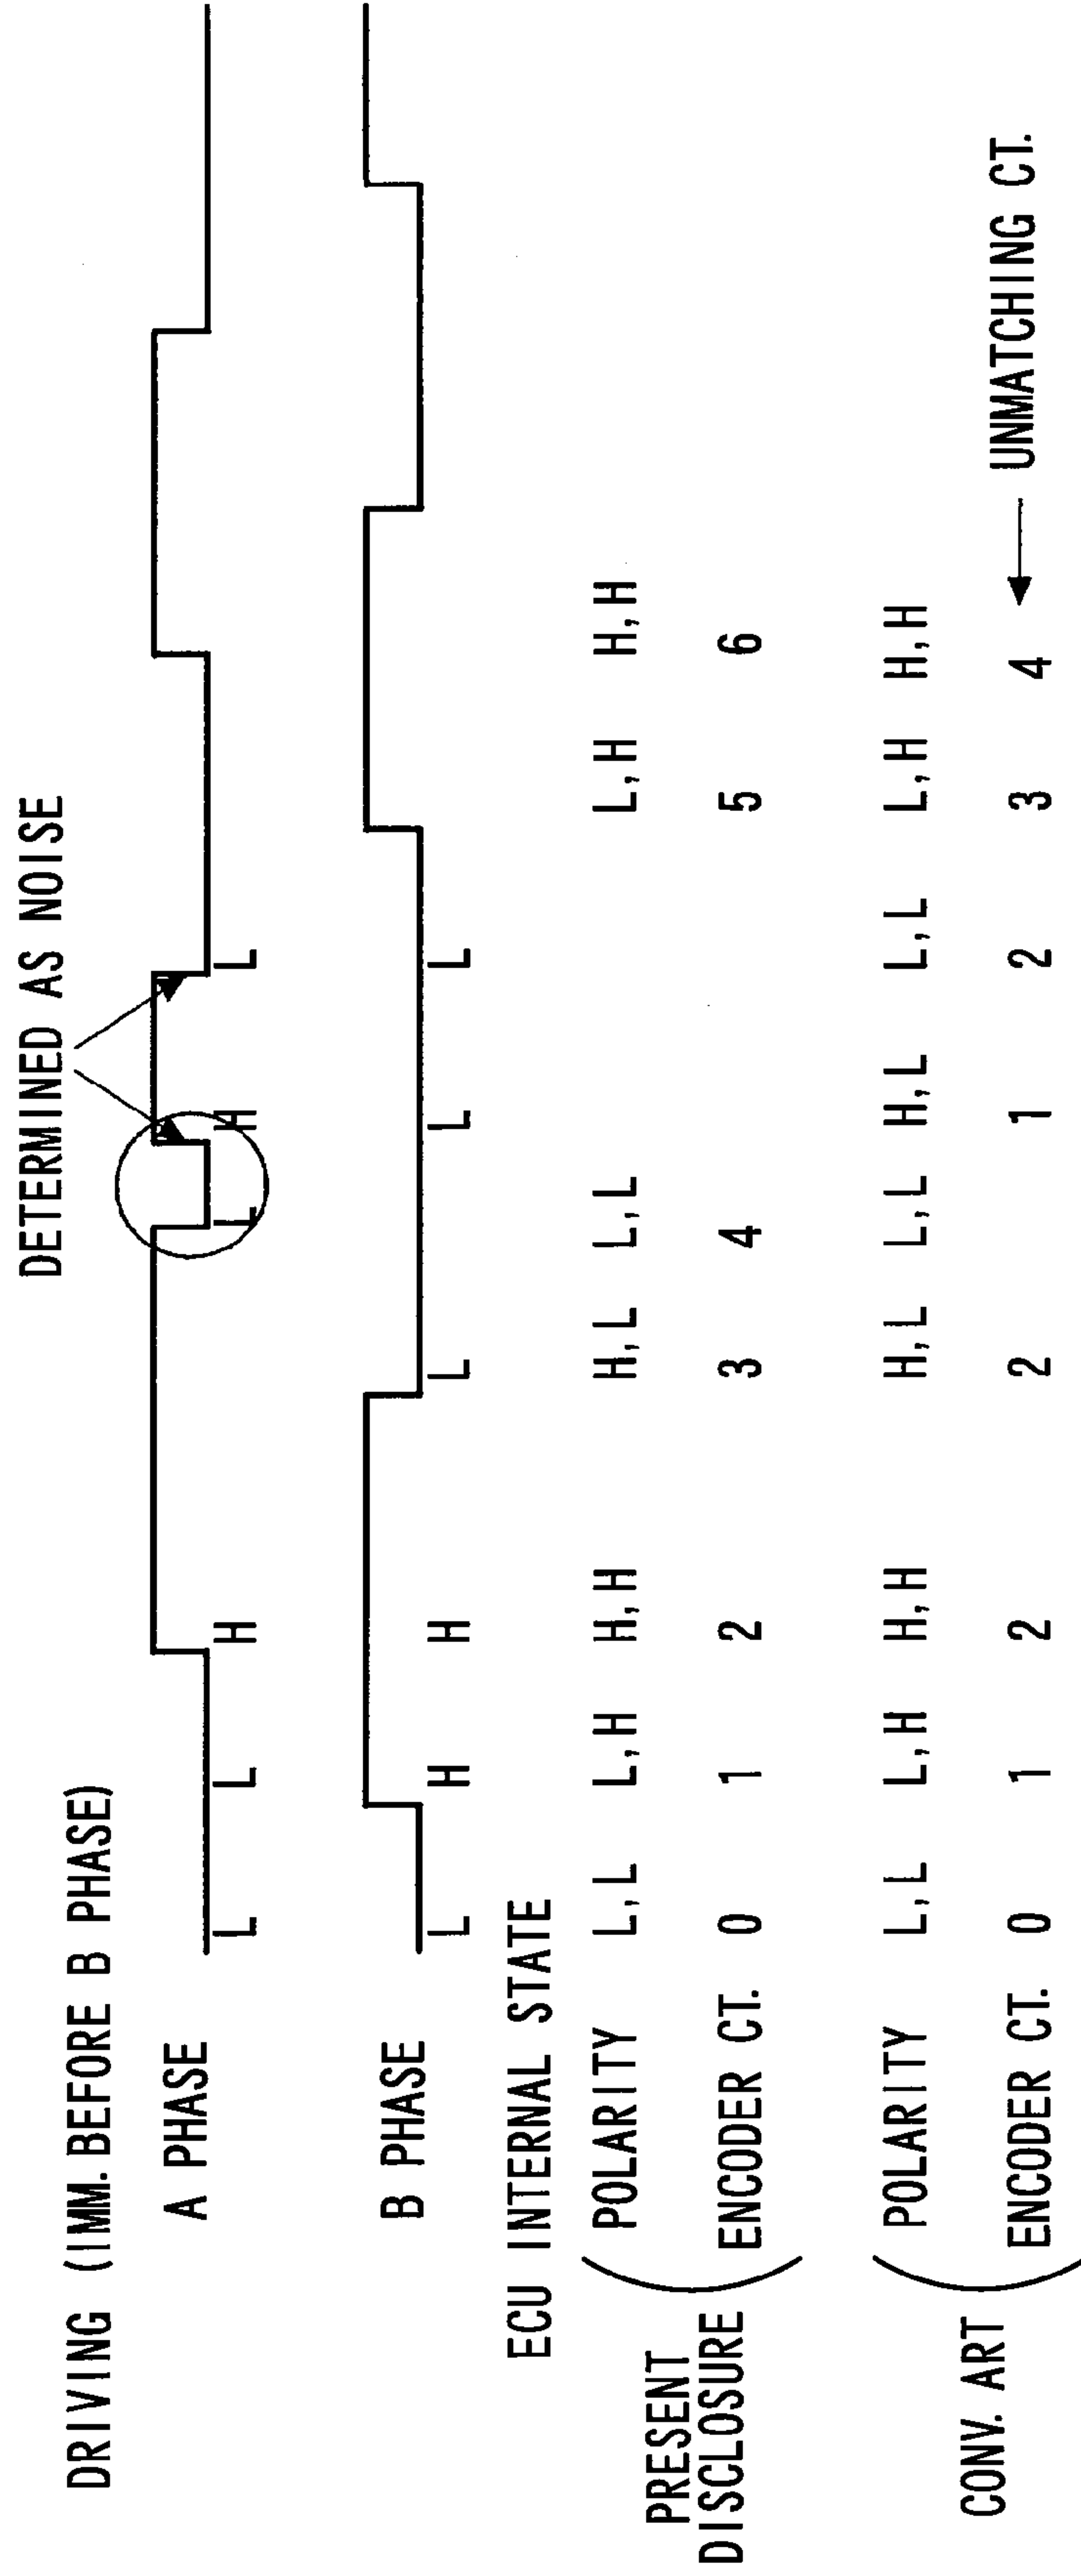 DRIVING (IMM. BEFORE B PHASE)
DETERMINED AS NOISE
A PHASE
L L H L H L
B PHASE
L H H L L L
ECU INTERNAL STATE
PRESENT
DISCLOSURE
POLARITY L,L L,H H,H H,L L,L L,H H,H
ENCODER CT. 0 1 2 3 4 5 6
CONV. ART
POLARITY L,L L,H H,H H,L L,L H,L L,L L,H H,H
ENCODER CT. 0 1 2 2 1 2 3 4 UNMATCHING CT.